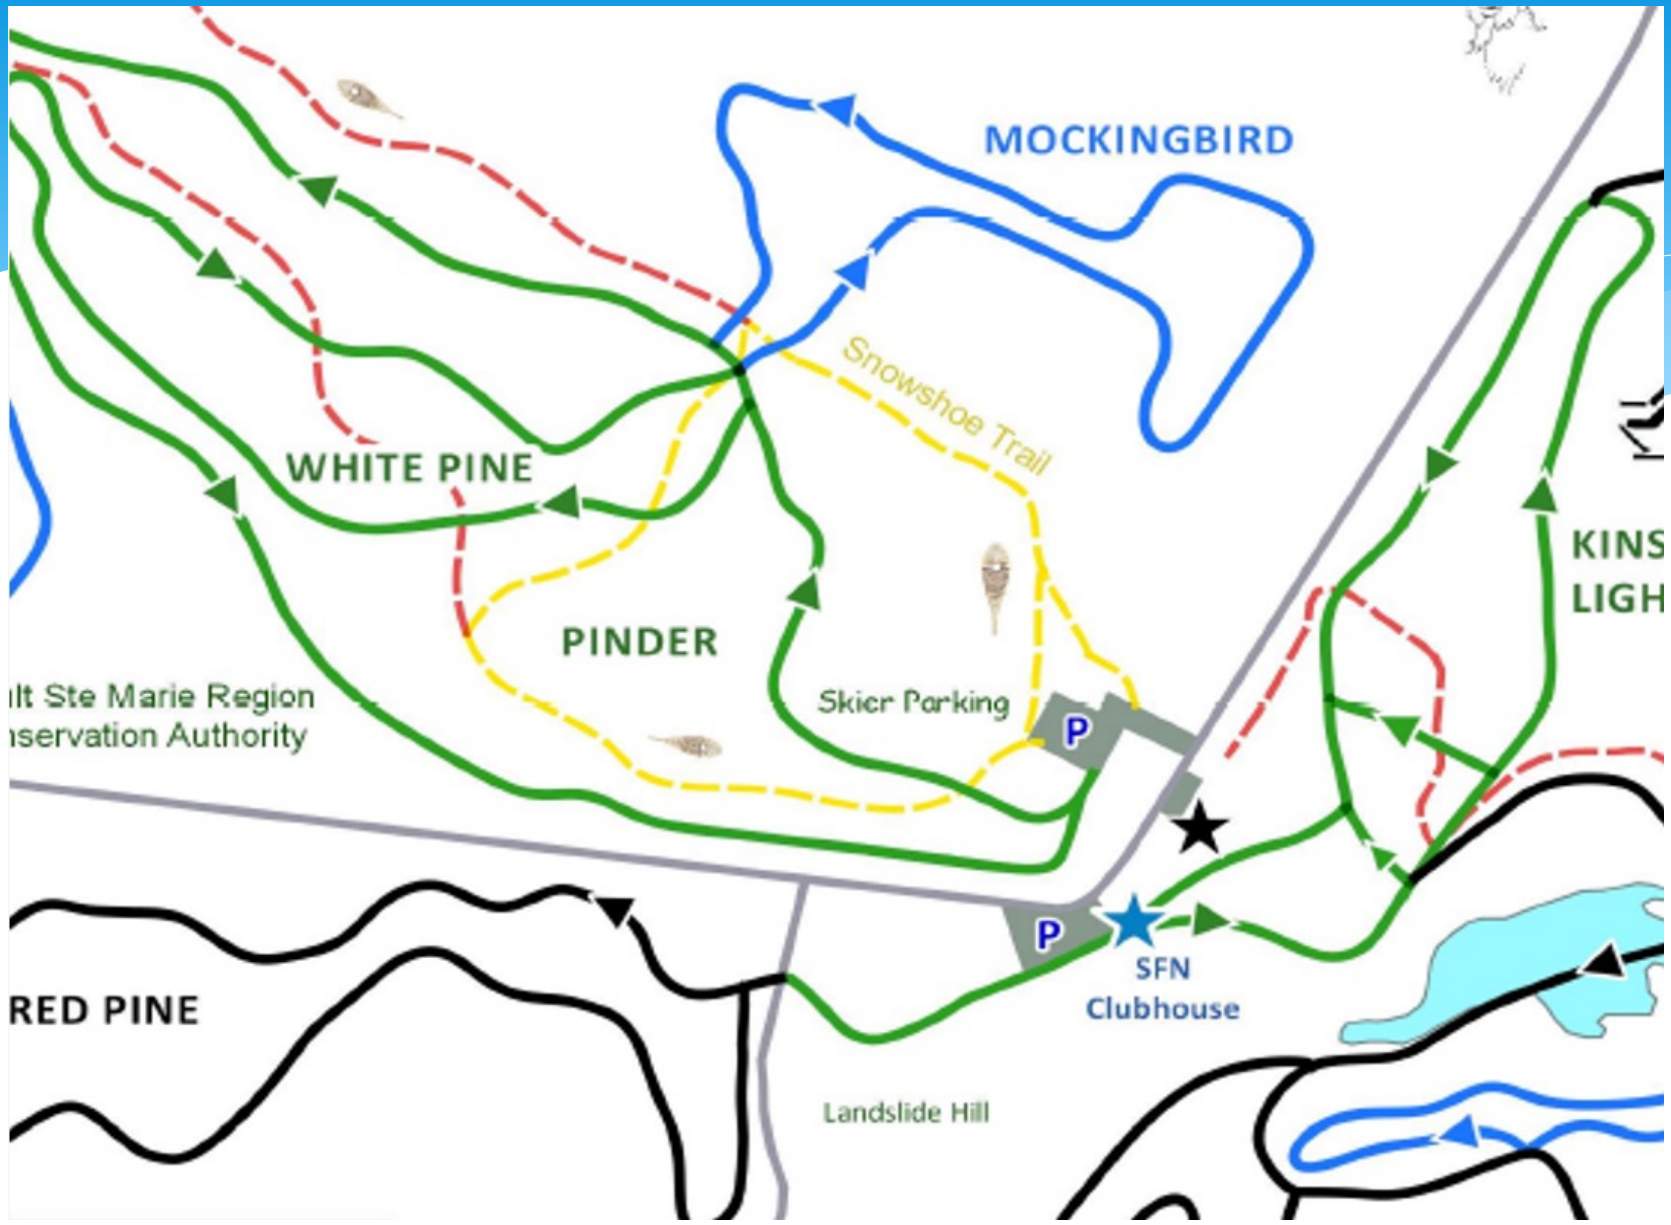 MOCKINGBIRD
Snowshoe Trail
WHITE PINE
KINS
LIGH
PINDER
lt Ste Marie Region
nservation Authority
Skier Parking
P
P
SFN
Clubhouse
RED PINE
Landslide Hill